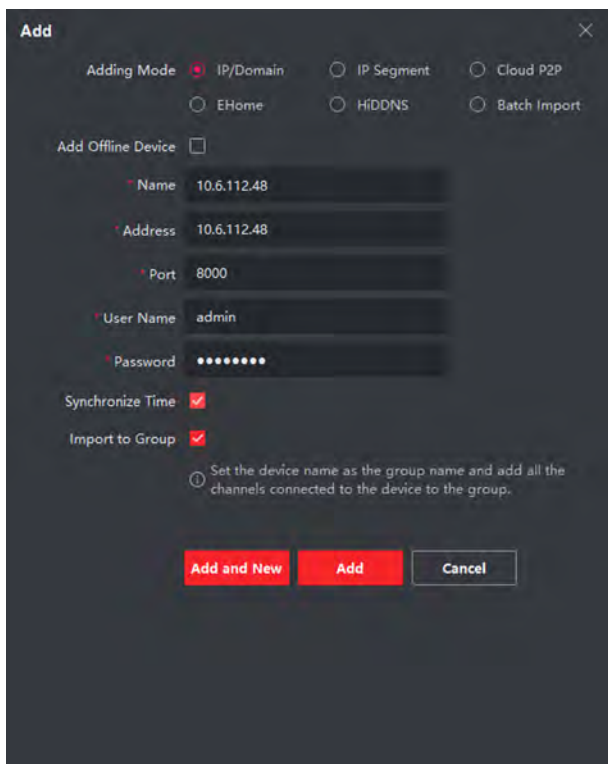 Add
Adding Mode IP/Domain IP Segment Cloud P2P
EHome HiDDNS Batch Import
Add Offline Device
* Name 10.6.112.48
* Address 10.6.112.48
* Port 8000
* User Name admin
* Password ••••••••
Synchronize Time
Import to Group
Set the device name as the group name and add all the
channels connected to the device to the group.
Add and New Add Cancel